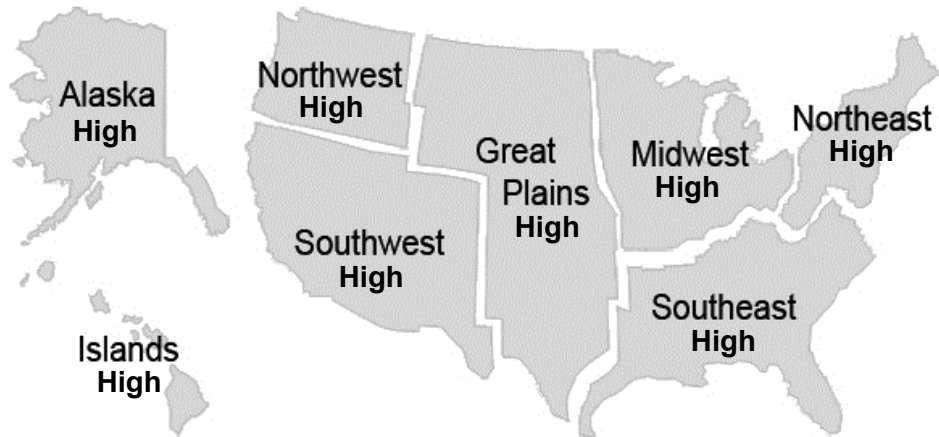 Alaska
High
Northwest
High
Great
Plains
High
Midwest
High
Northeast
High
Southwest
High
Southeast
High
Islands
High